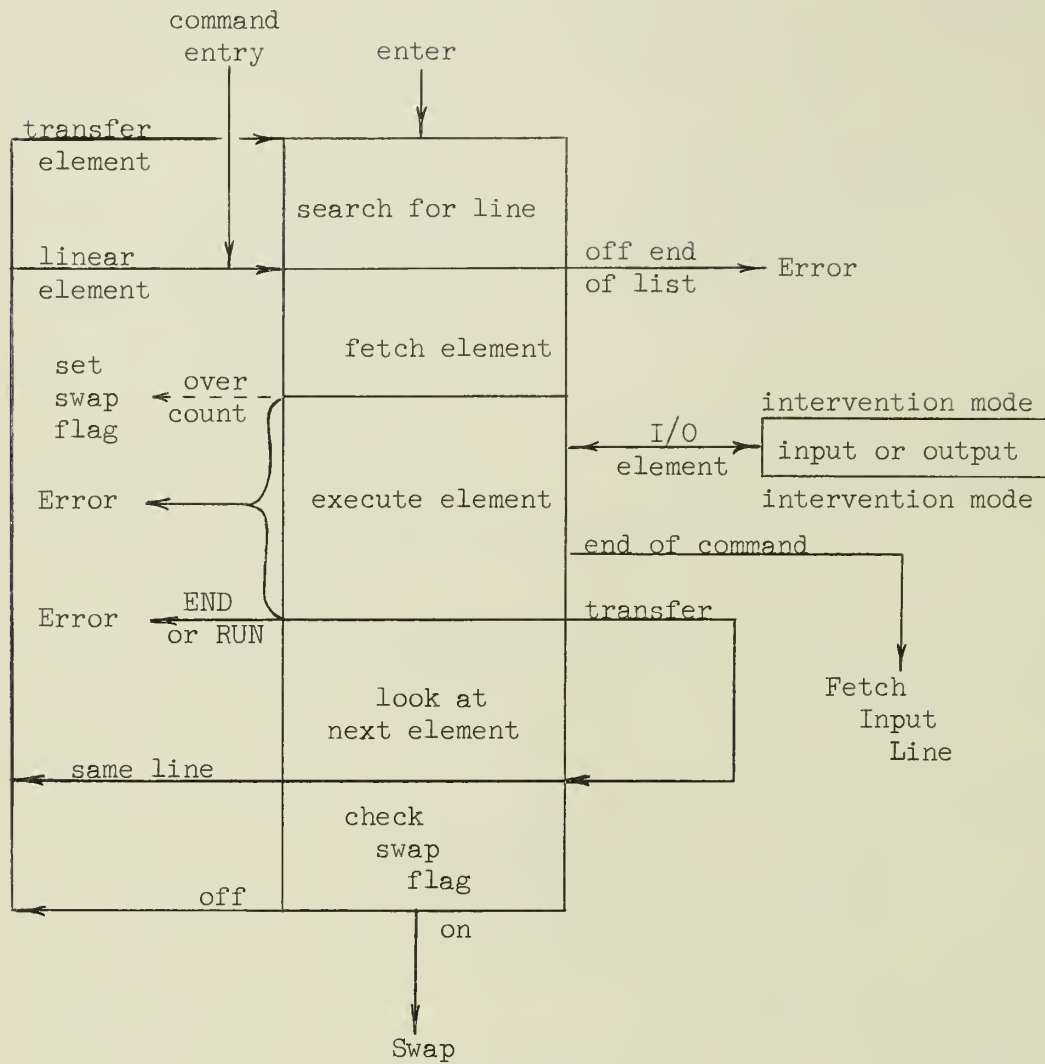 command
entry
enter
transfer
element
search for line
linear
element
off end
of list
Error
fetch element
set
swap
flag
over
count
intervention mode
I/O
element
input or output
intervention mode
Error
execute element
end of command
Error
END
or RUN
transfer
look at
next element
Fetch
Input
Line
same line
check
swap
flag
off
on
Swap